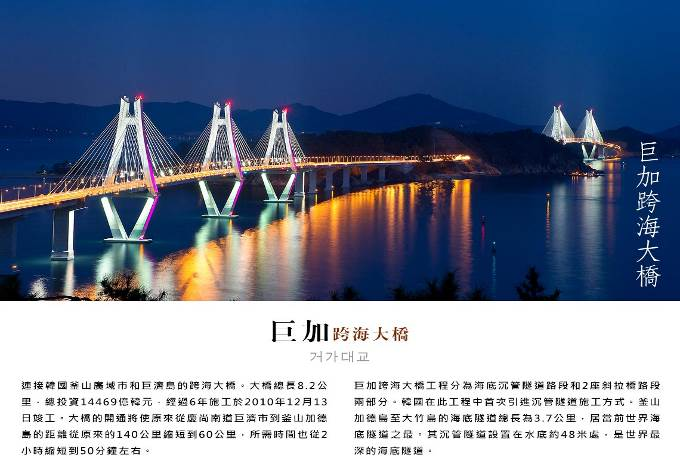 巨加跨海大橋
巨加跨海大橋
거가대교
連接韓國釜山廣域市和巨濟島的跨海大橋。大橋總長8.2公
里，總投資14469億韓元，經過6年施工於2010年12月13
日竣工。大橋的開通將使原來從慶尚南道巨濟市到釜山加德
島的距離從原來的140公里縮短到60公里，所需時間也從2
小時縮短到50分鐘左右。
巨加跨海大橋工程分為海底沉管隧道路段和2座斜拉橋路段
兩部分。韓國在此工程中首次引進沉管隧道施工方式。釜山
加德島至大竹島的海底隧道總長為3.7公里，居當前世界海
底隧道之最，其沉管隧道設置在水底約48米處，是世界最
深的海底隧道。